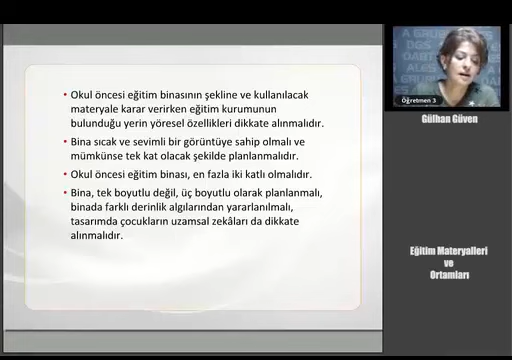 • Okul öncesi eğitim binasının şekline ve kullanılacak
materyale karar verirken eğitim kurumunun
bulunduğu yerin yöresel özellikleri dikkate alınmalıdır.
• Bina sıcak ve sevimli bir görüntüye sahip olmalı ve
mümkünse tek kat olacak şekilde planlanmalıdır.
• Okul öncesi eğitim binası, en fazla iki katlı olmalıdır.
• Bina, tek boyutlu değil, üç boyutlu olarak planlanmalı,
binada farklı derinlik algılarından yararlanılmalı,
tasarımda çocukların uzamsal zekâları da dikkate
alınmalıdır.
Öğretmen 3
Gülhan Güven
Eğitim Materyalleri
ve
Ortamları